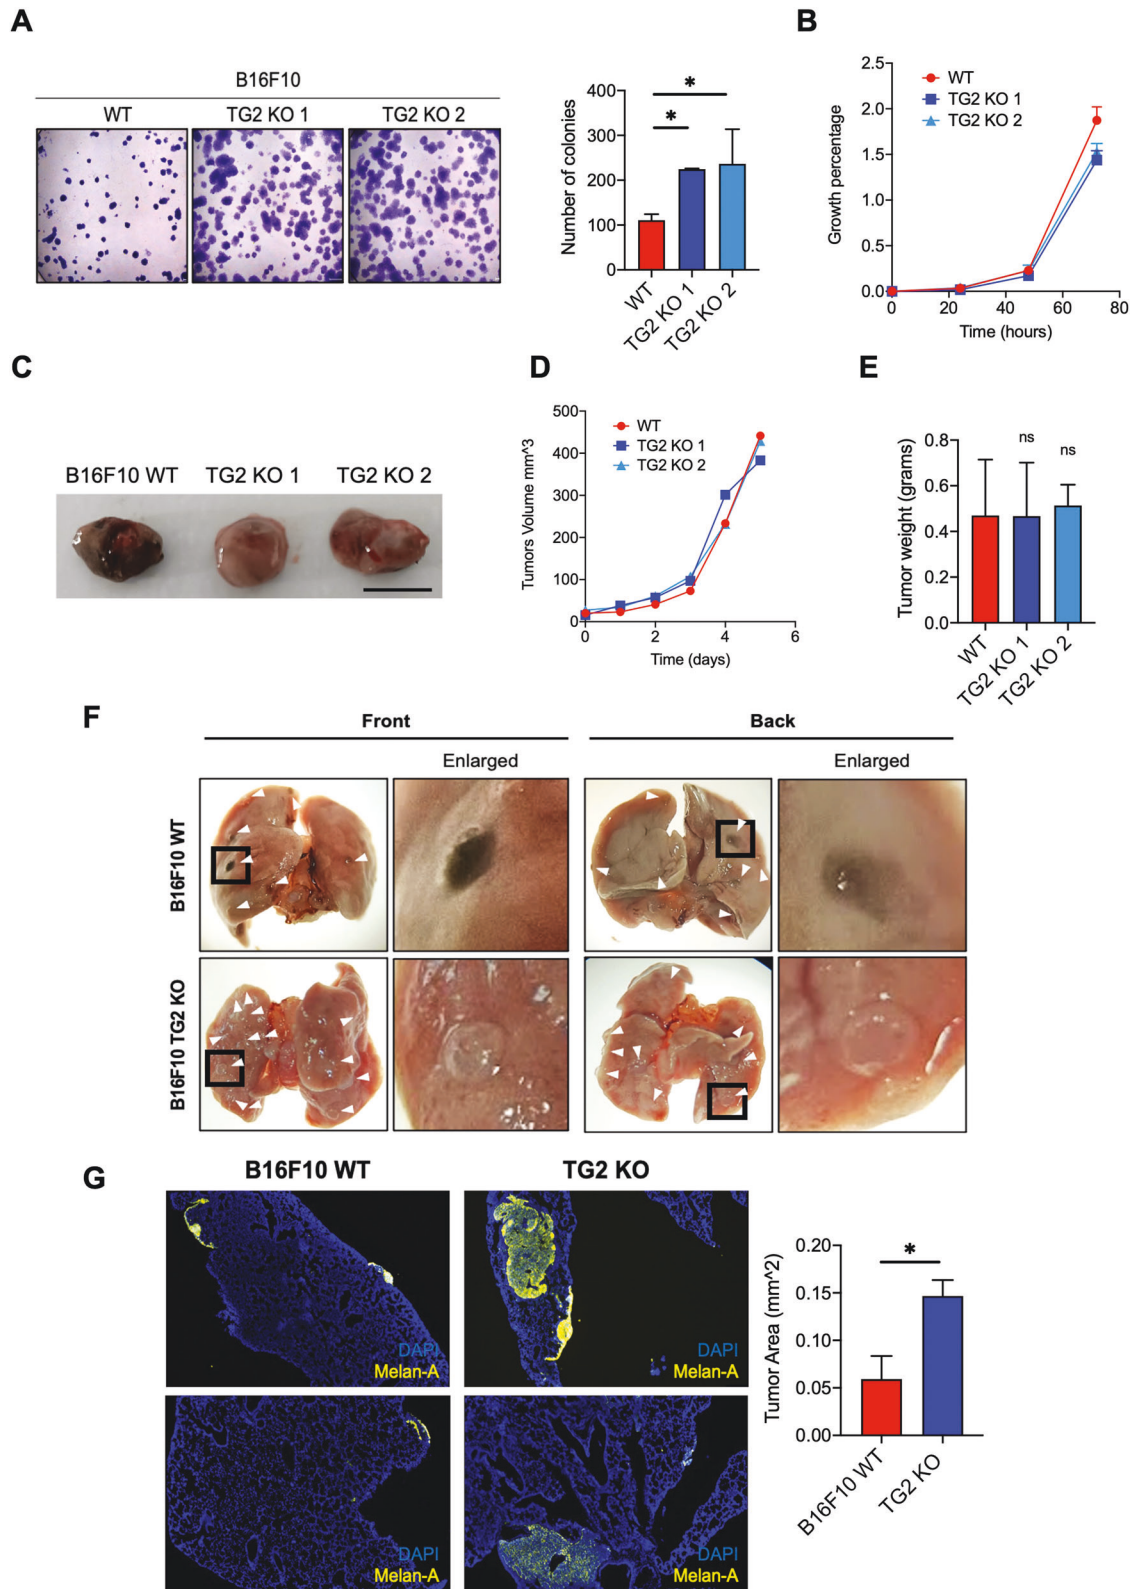 A
B16F10
WT TG2 KO 1 TG2 KO 2
Number of colonies
400
300
200
100
0
* *
WT TG2 KO 1 TG2 KO 2
B
Growth percentage
2.5
2.0
1.5
1.0
0.5
0.0
WT
TG2 KO 1
TG2 KO 2
0 20 40 60 80
Time (hours)
C
B16F10 WT TG2 KO 1 TG2 KO 2
D
Tumors Volume mm^3
500
400
300
200
100
0
WT
TG2 KO 1
TG2 KO 2
0 2 4 6
Time (days)
E
Tumor weight (grams)
0.8
0.6
0.4
0.2
0.0
ns ns
WT TG2 KO 1 TG2 KO 2
F
Front Back
Enlarged Enlarged
B16F10 WT
B16F10 TG2 KO
G
B16F10 WT TG2 KO
DAPI
Melan-A
DAPI
Melan-A
DAPI
Melan-A
DAPI
Melan-A
Tumor Area (mm^2)
0.20
0.15
0.10
0.05
0.00
*
B16F10 WT TG2 KO